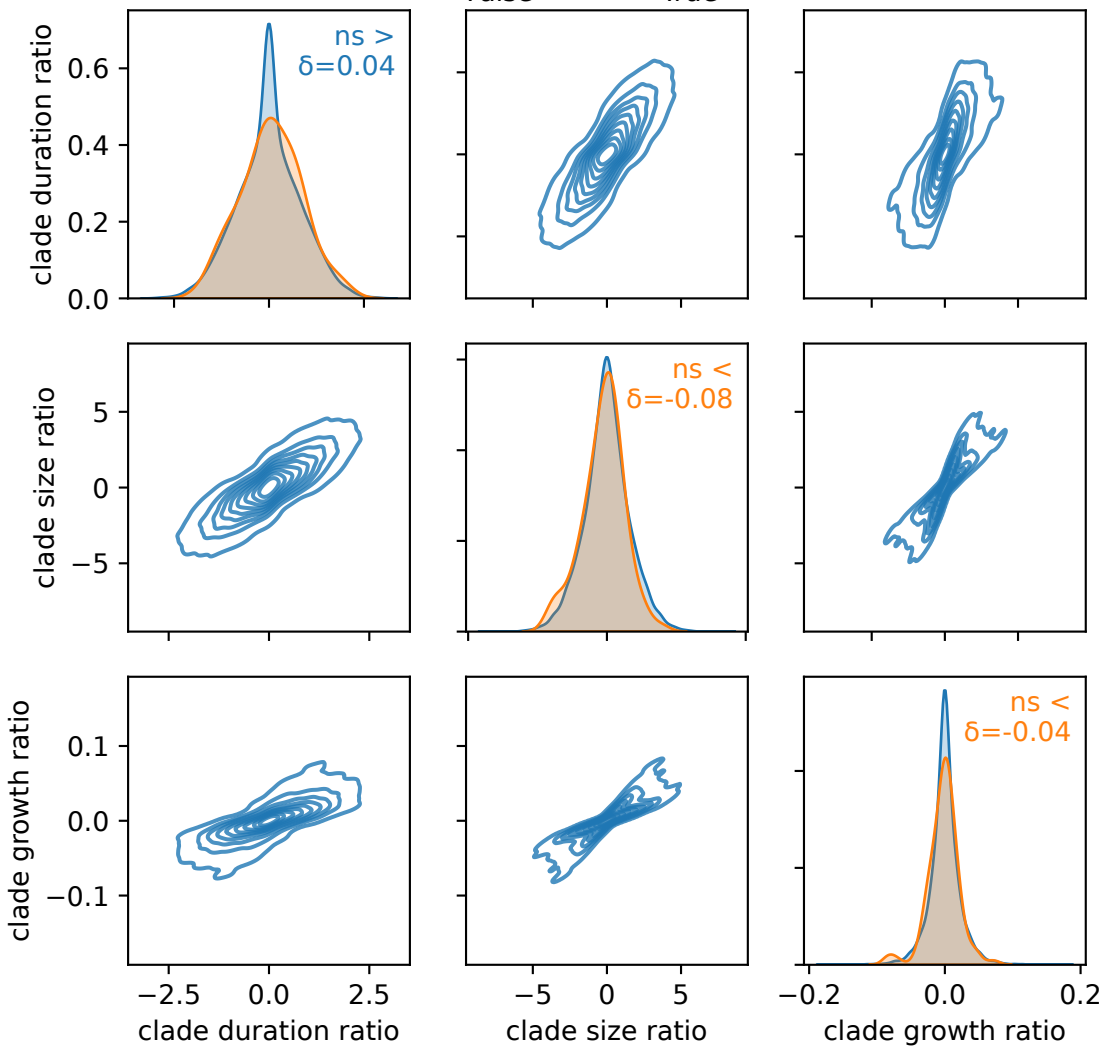 clade duration ratio
0.6
0.4
0.2
0.0
ns >
δ=0.04
clade size ratio
5
0
−5
ns <
δ=-0.08
clade growth ratio
0.1
0.0
−0.1
ns <
δ=-0.04
−2.5 0.0 2.5
−5 0 5
−0.2 0.0 0.2
clade duration ratio
clade size ratio
clade growth ratio